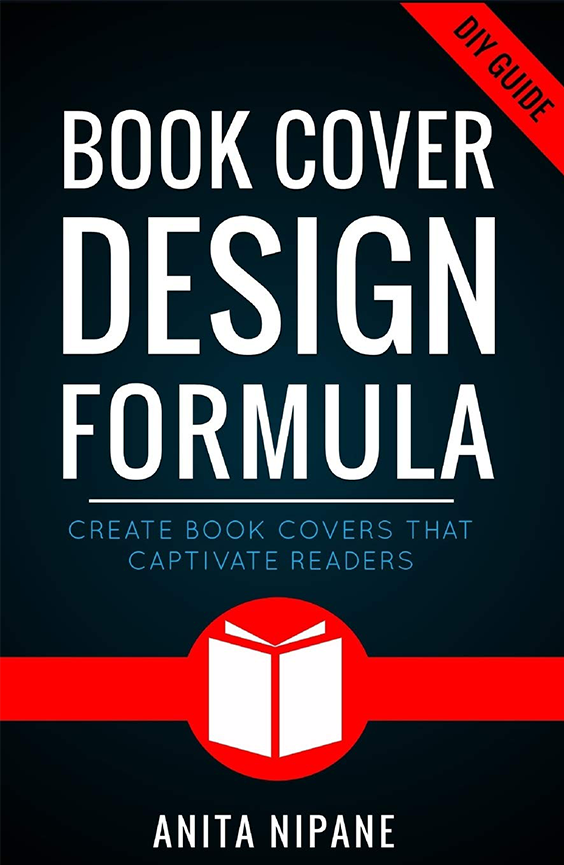 DIY GUIDE
BOOK COVER
DESIGN
FORMULA
CREATE BOOK COVERS THAT
CAPTIVATE READERS
ANITA NIPANE